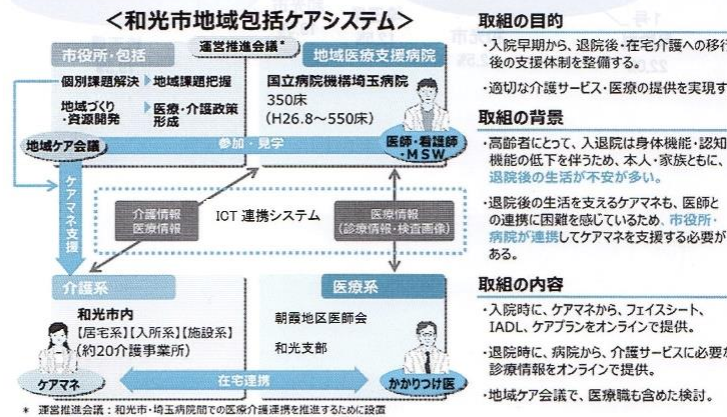 ＜和光市地域包括ケアシステム＞
市役所・包括
運営推進会議*
地域医療支援病院
個別課題解決 ▶ 地域課題把握
地域づくり
・資源開発
▶ 医療・介護政策
形成
地域ケア会議
国立病院機構埼玉病院
350床
(H26.8～550床)
参加・見学
医師・看護師
・MSW
ケアマネ支援
介護情報
医療情報
ICT 連携システム
医療情報
(診療情報・検査画像)
介護系
和光市内
【居宅系】【入所系】【施設系】
(約20介護事業所)
ケアマネ
在宅連携
医療系
朝霞地区医師会
和光支部
かかりつけ医
* 運営推進会議：和光市・埼玉病院間での医療介護連携を推進するために設置
取組の目的
・入院早期から、退院後・在宅介護への移行
後の支援体制を整備する。
・適切な介護サービス・医療の提供を実現す
取組の背景
・高齢者にとって、入退院は身体機能・認知
機能の低下を伴うため、本人・家族ともに、
退院後の生活が不安が多い。
・退院後の生活を支えるケアマネも、医師と
の連携に困難を感じているため、市役所・
病院が連携してケアマネを支援する必要が
ある。
取組の内容
・入院時に、ケアマネから、フェイスシート、
IADL、ケアプランをオンラインで提供。
・退院時に、病院から、介護サービスに必要な
診療情報をオンラインで提供。
・地域ケア会議で、医療職も含めた検討。